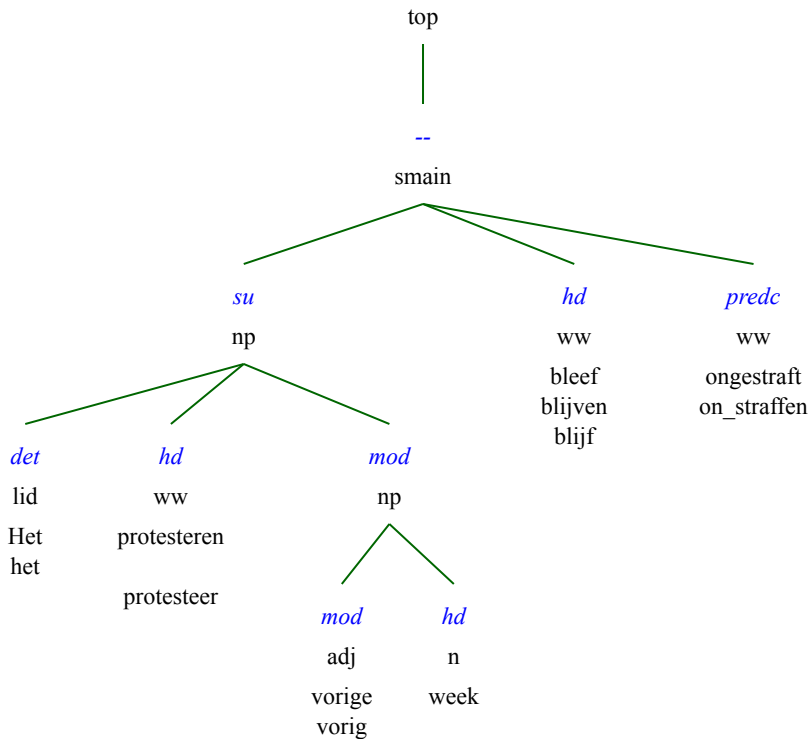 top
--
smain
su hd predc
np ww ww
bleef ongestraft
blijven on_straffen
blijf
det hd mod
lid ww np
Het protesteren
het
protesteer
mod hd
adj n
vorige week
vorig